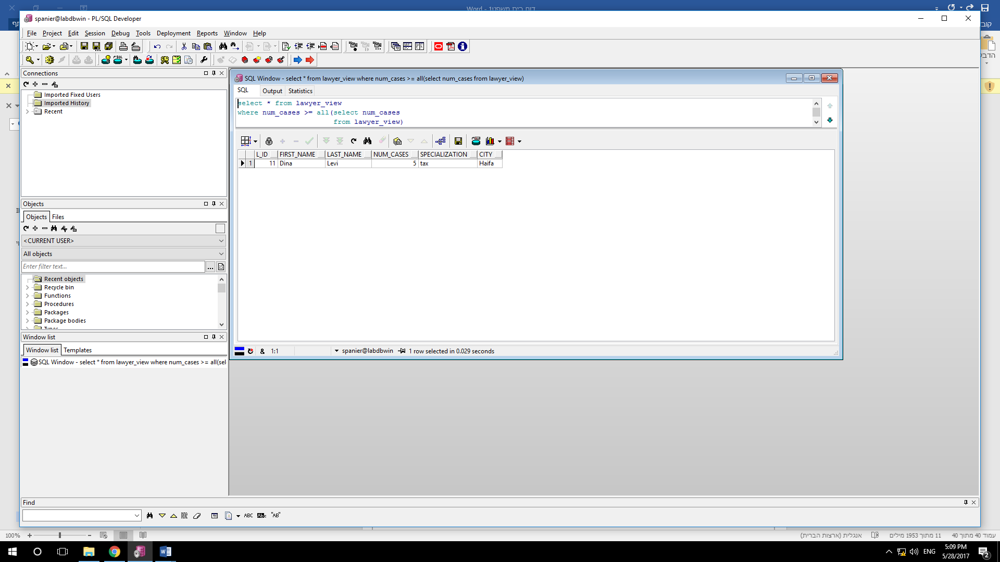 דוח בית משפט1 - Word
spanier@labdbwin - PL/SQL Developer
File Project Edit Session Debug Tools Deployment Reports Window Help
Connections
Imported Fixed Users
Imported History
Recent
Objects
Objects Files
<CURRENT USER>
All objects
Enter filter text...
Recent objects
Recycle bin
Functions
Procedures
Packages
Package bodies
Types
Window list
Window list Templates
SQL Window - select * from lawyer_view where num_cases >= all(sel
SQL Window - select * from lawyer_view where num_cases >= all(select num_cases from lawyer_view)
SQL Output Statistics
select * from lawyer_view
where num_cases >= all(select num_cases
from lawyer_view)
L_ID FIRST_NAME LAST_NAME NUM_CASES SPECIALIZATION CITY
1 11 Dina Levi 5 tax Haifa
& 1:1 spanier@labdbwin 1 row selected in 0.029 seconds
Find
ABC "AB"
100%
עמוד 40 מתוך 40 11 מתוך 1953 מילים אנגלית (ארצות הברית)
ENG
5:09 PM
5/28/2017
2